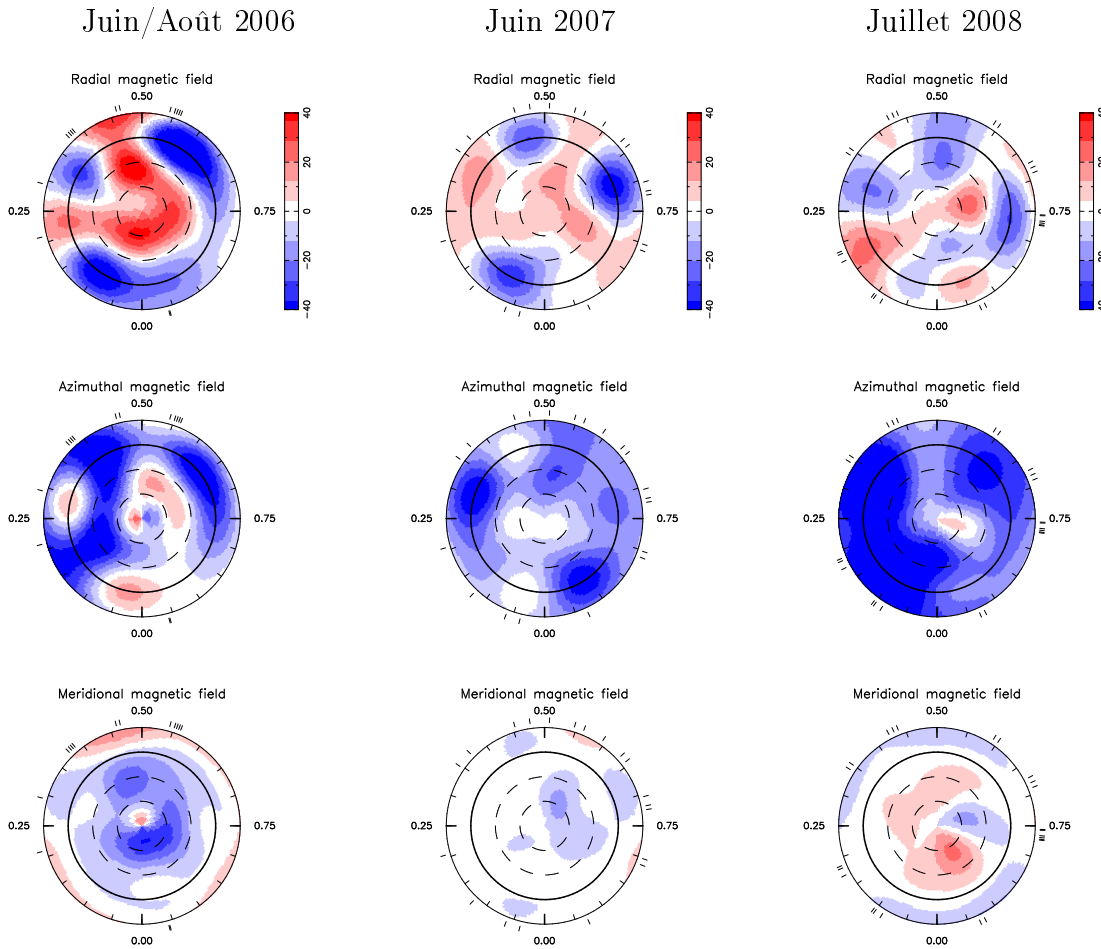 Juin/Août 2006 Juin 2007 Juillet 2008
Radial magnetic field Radial magnetic field Radial magnetic field
0.50 0.50 0.50
40 40 40
20 20 20
0.25 0.75 0 0.25 0.75 0 0.25 0.75 0
−20 −20 −20
−40 −40 −40
0.00 0.00 0.00
Azimuthal magnetic field Azimuthal magnetic field Azimuthal magnetic field
0.50 0.50 0.50
0.25 0.75 0.25 0.75 0.25 0.75
0.00 0.00 0.00
Meridional magnetic field Meridional magnetic field Meridional magnetic field
0.50 0.50 0.50
0.25 0.75 0.25 0.75 0.25 0.75
0.00 0.00 0.00